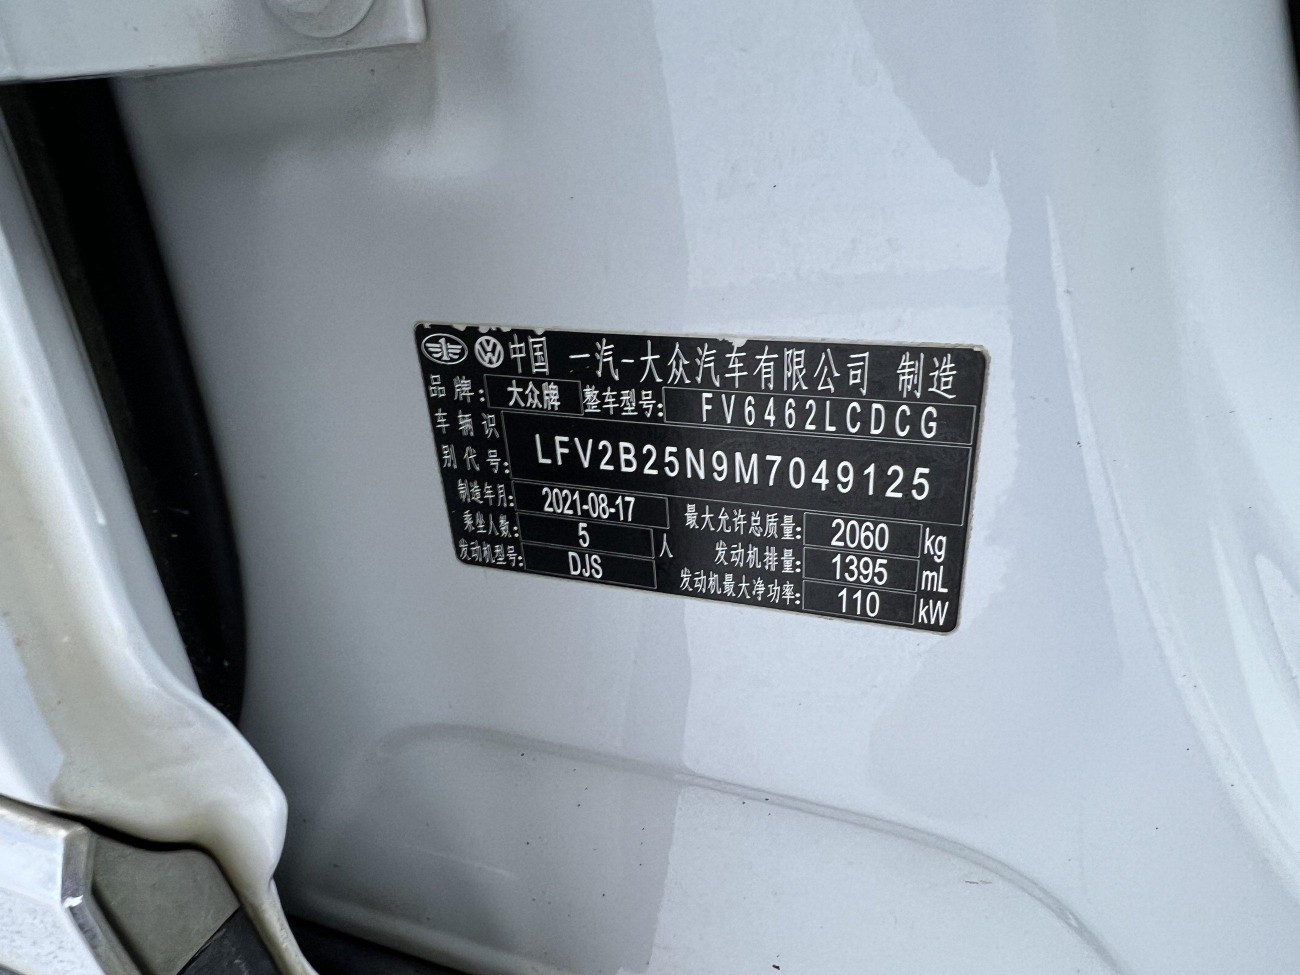 中国 一汽-大众汽车有限公司 制造
品牌: 大众牌 整车型号: FV6462LCDCG
车辆识别代号: LFV2B25N9M7049125
制造年月: 2021-08-17 最大允许总质量: 2060 kg
乘坐人数: 5 人 发动机排量: 1395 mL
发动机型号: DJS 发动机最大净功率: 110 kW